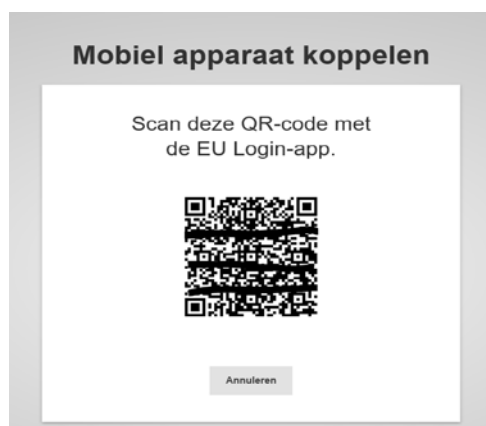 Mobiel apparaat koppelen
Scan deze QR-code met
de EU Login-app.
Annuleren